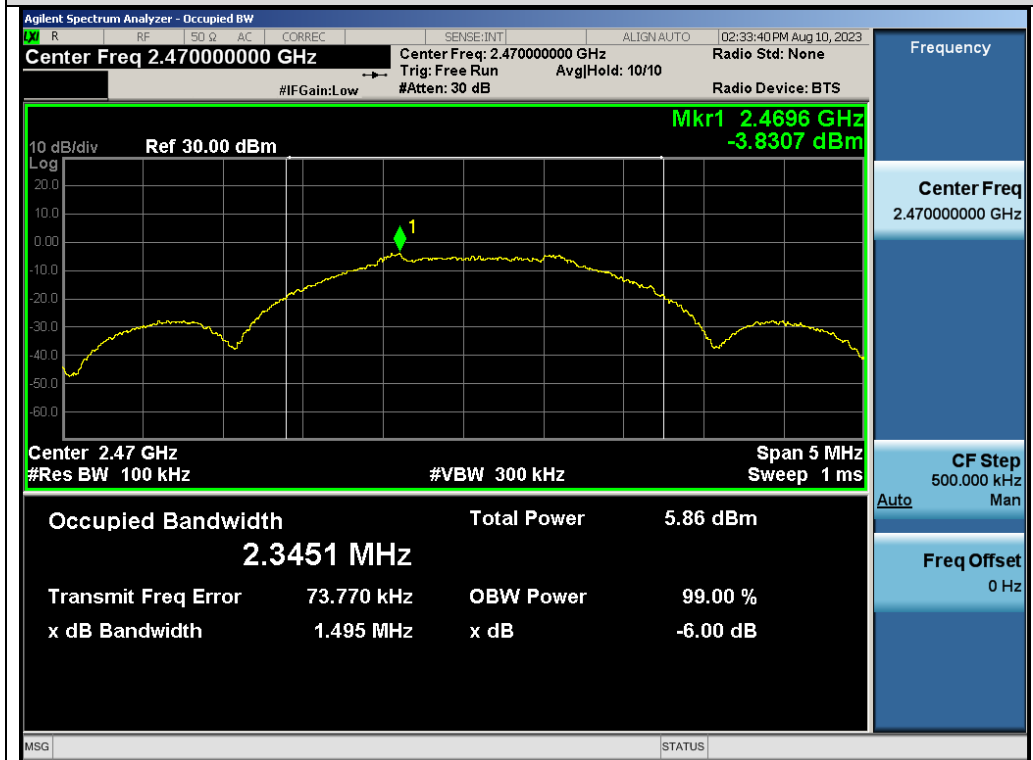 Agilent Spectrum Analyzer - Occupied BW
LXI R RF 50 Ω AC CORREC SENSE:INT ALIGN AUTO 02:33:40 PM Aug 10, 2023
Center Freq 2.470000000 GHz
Center Freq: 2.470000000 GHz
Radio Std: None
Trig: Free Run Avg|Hold: 10/10
#IFGain:Low
#Atten: 30 dB
Radio Device: BTS
Frequency
Mkr1 2.4696 GHz
-3.8307 dBm
10 dB/div Ref 30.00 dBm
Log
20.0
10.0
0.00
-10.0
-20.0
-30.0
-40.0
-50.0
-60.0
1
Center 2.47 GHz
Span 5 MHz
#Res BW 100 kHz
#VBW 300 kHz
Sweep 1 ms
Occupied Bandwidth
2.3451 MHz
Total Power 5.86 dBm
Transmit Freq Error 73.770 kHz
OBW Power 99.00 %
x dB Bandwidth 1.495 MHz
x dB -6.00 dB
Center Freq
2.470000000 GHz
CF Step
500.000 kHz
Auto Man
Freq Offset
0 Hz
MSG
STATUS